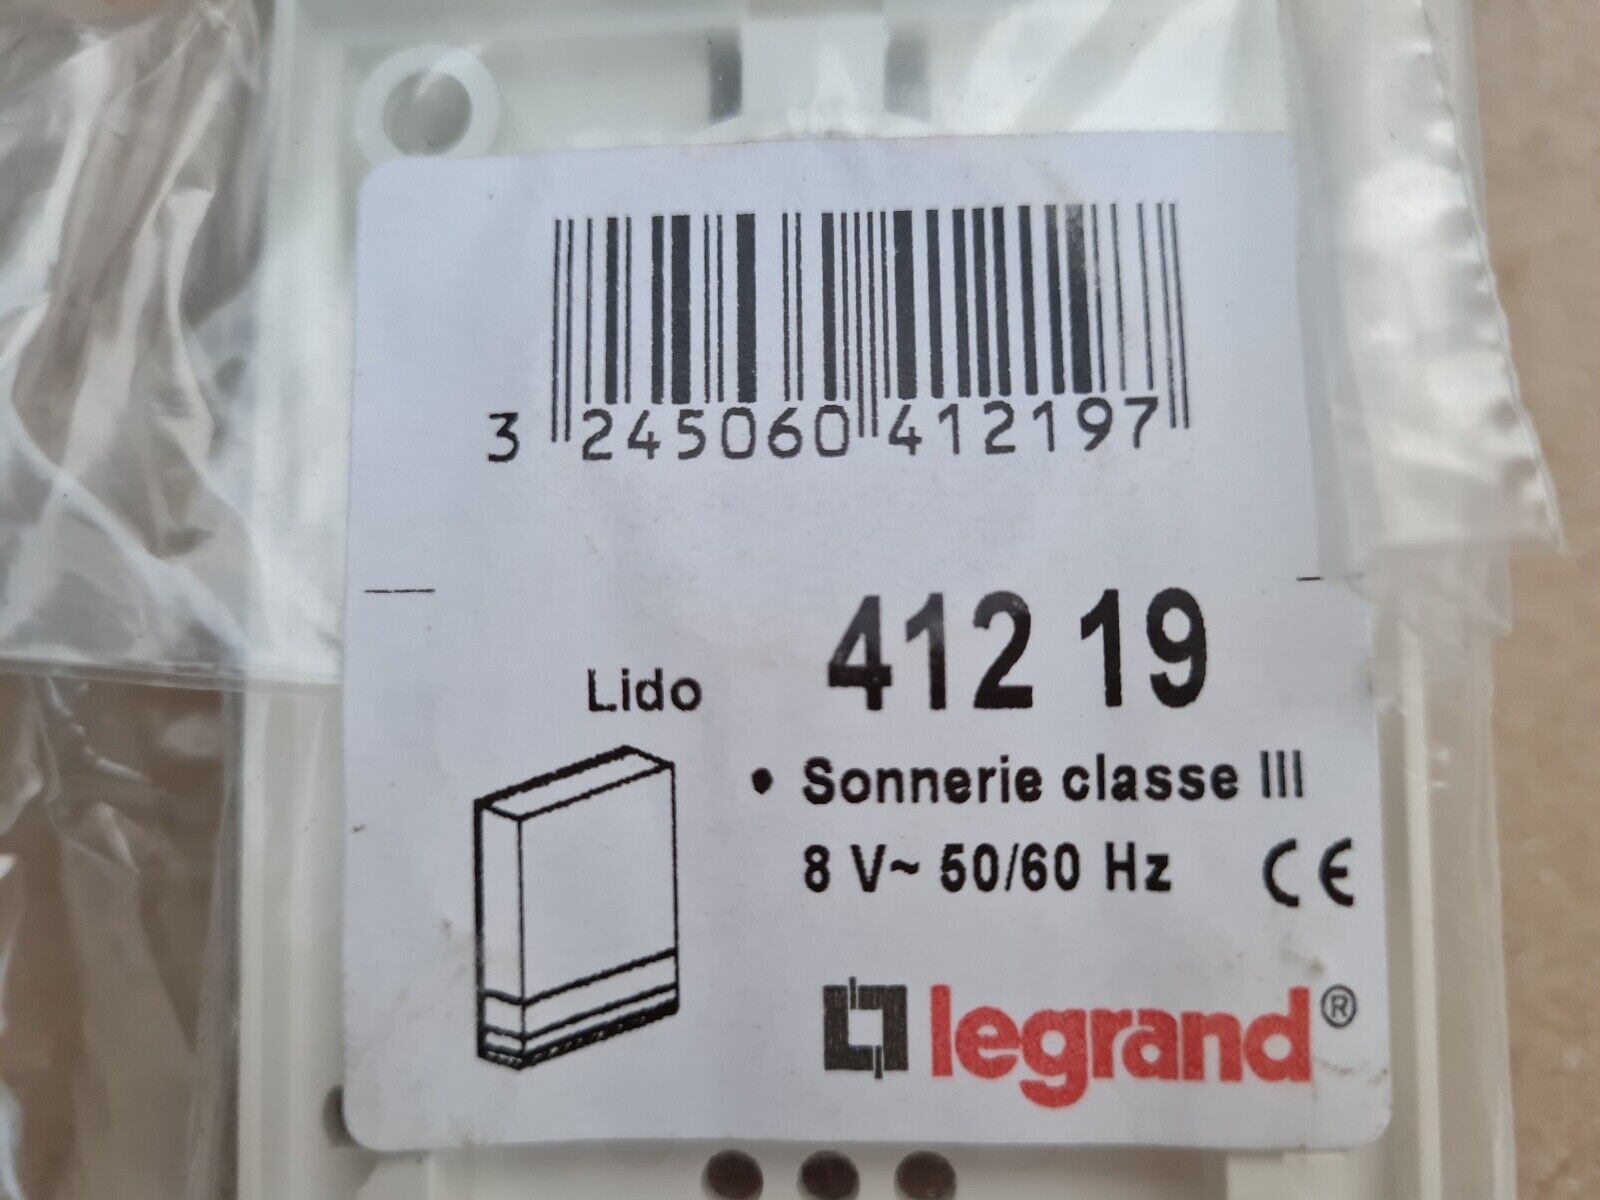 3 245060 412197
Lido 412 19
• Sonnerie classe III
8 V~ 50/60 Hz CE
legrand®